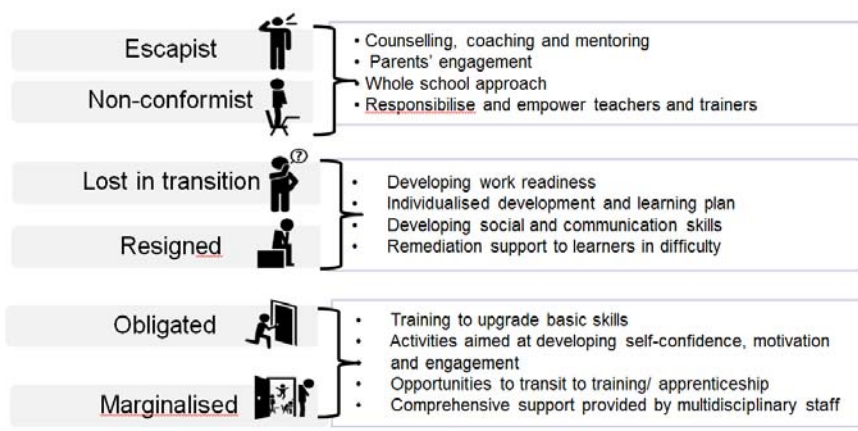 Escapist
Non-conformist
• Counselling, coaching and mentoring
• Parents' engagement
• Whole school approach
• Responsibilise and empower teachers and trainers
Lost in transition
Resigned
• Developing work readiness
• Individualised development and learning plan
• Developing social and communication skills
• Remediation support to learners in difficulty
Obligated
Marginalised
• Training to upgrade basic skills
• Activities aimed at developing self-confidence, motivation
and engagement
• Opportunities to transit to training/ apprenticeship
• Comprehensive support provided by multidisciplinary staff